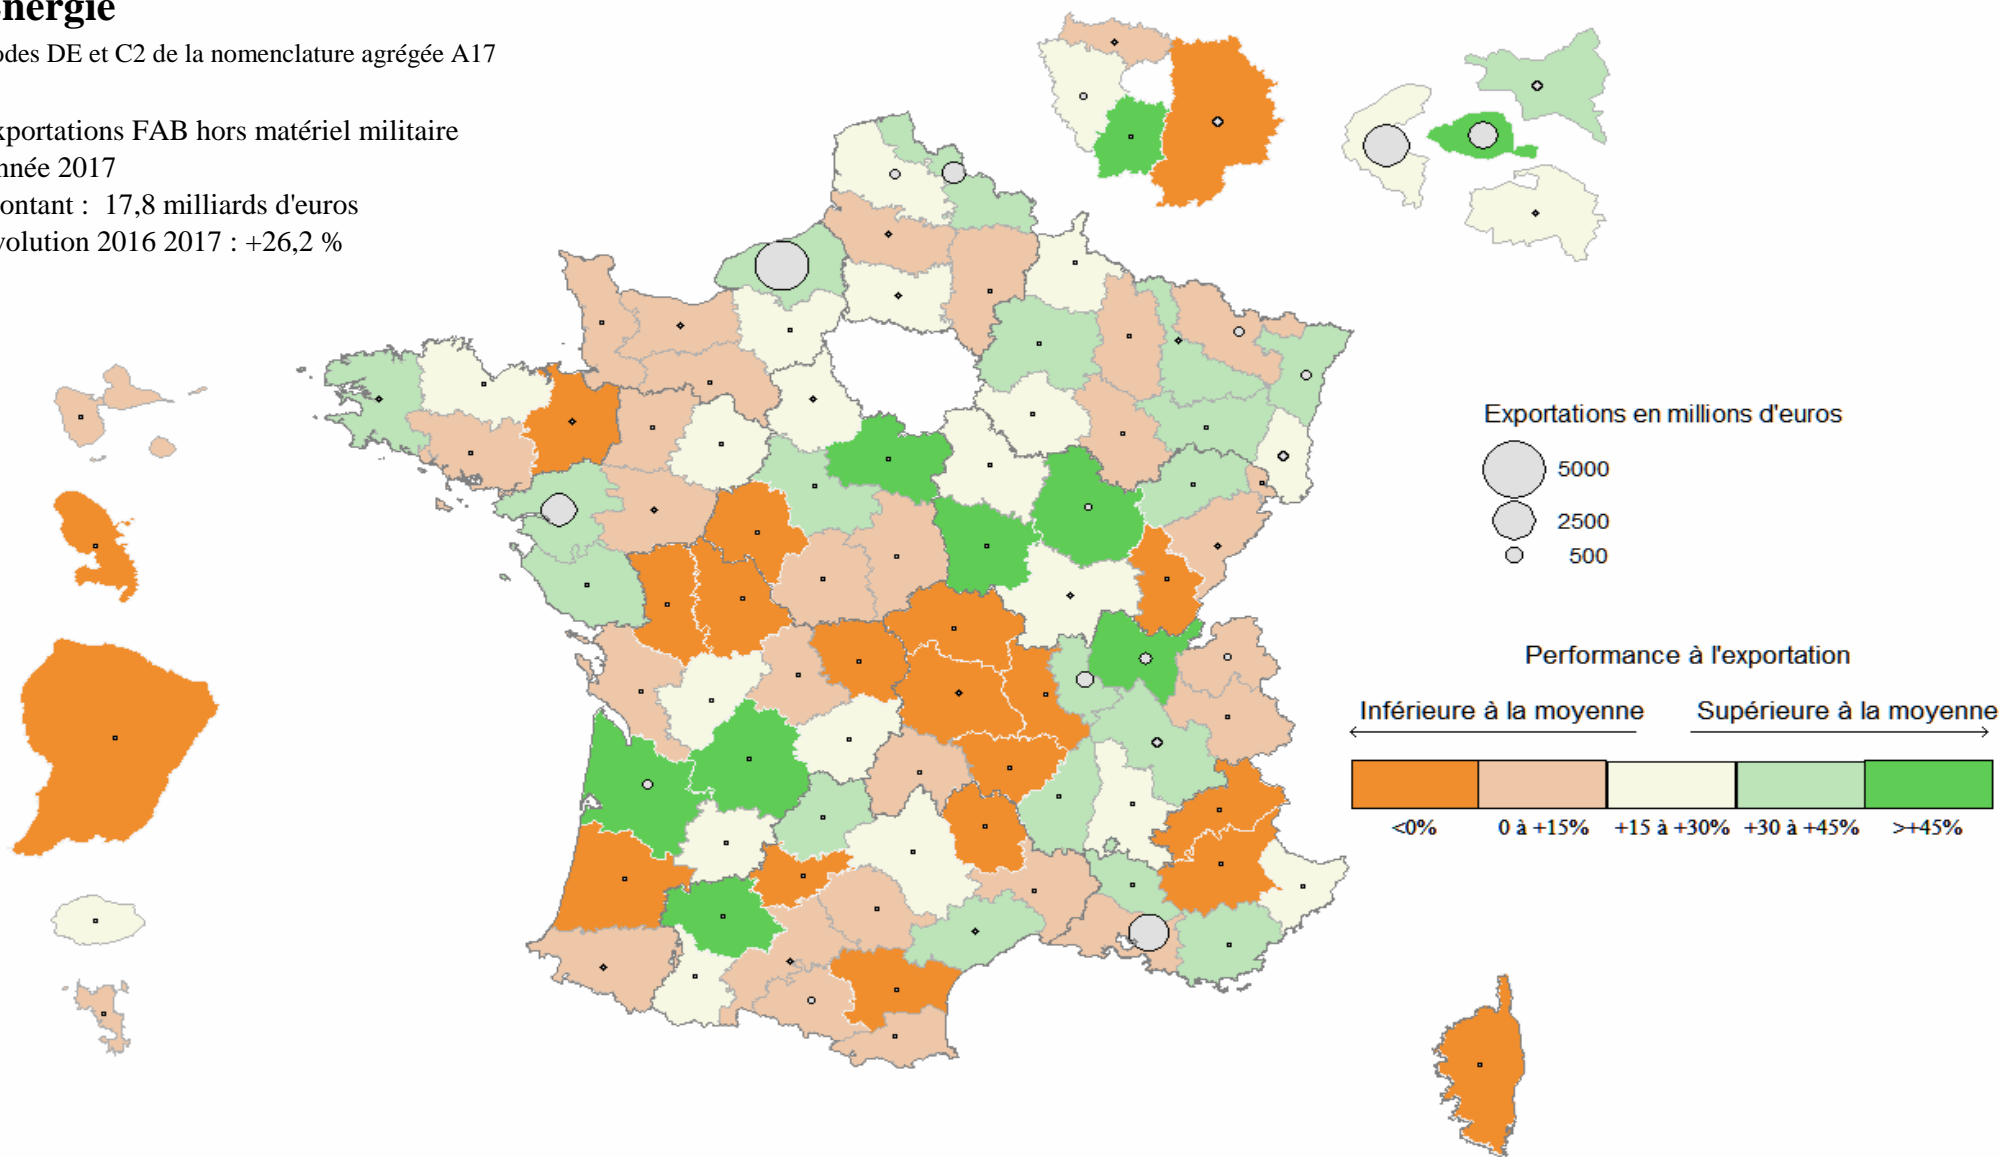 nergie
odes DE et C2 de la nomenclature agrégée A17
xportations FAB hors matériel militaire
nnée 2017
ontant : 17,8 milliards d'euros
volution 2016 2017 : +26,2 %
Exportations en millions d'euros
5000
2500
500
Performance à l'exportation
Inférieure à la moyenne Supérieure à la moyenne
<0% 0 à +15% +15 à +30% +30 à +45% >+45%